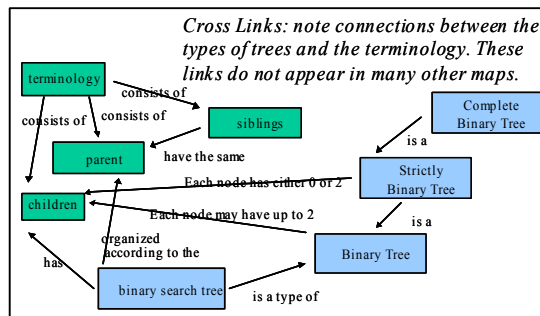 Cross Links: note connections between the
types of trees and the terminology. These
links do not appear in many other maps.
terminology
consists of
consists of
consists of
siblings
Complete
Binary Tree
is a
parent
have the same
Strictly
Binary Tree
Each node has either 0 or 2
children
Each node may have up to 2
is a
organized
according to the
Binary Tree
has
binary search tree
is a type of